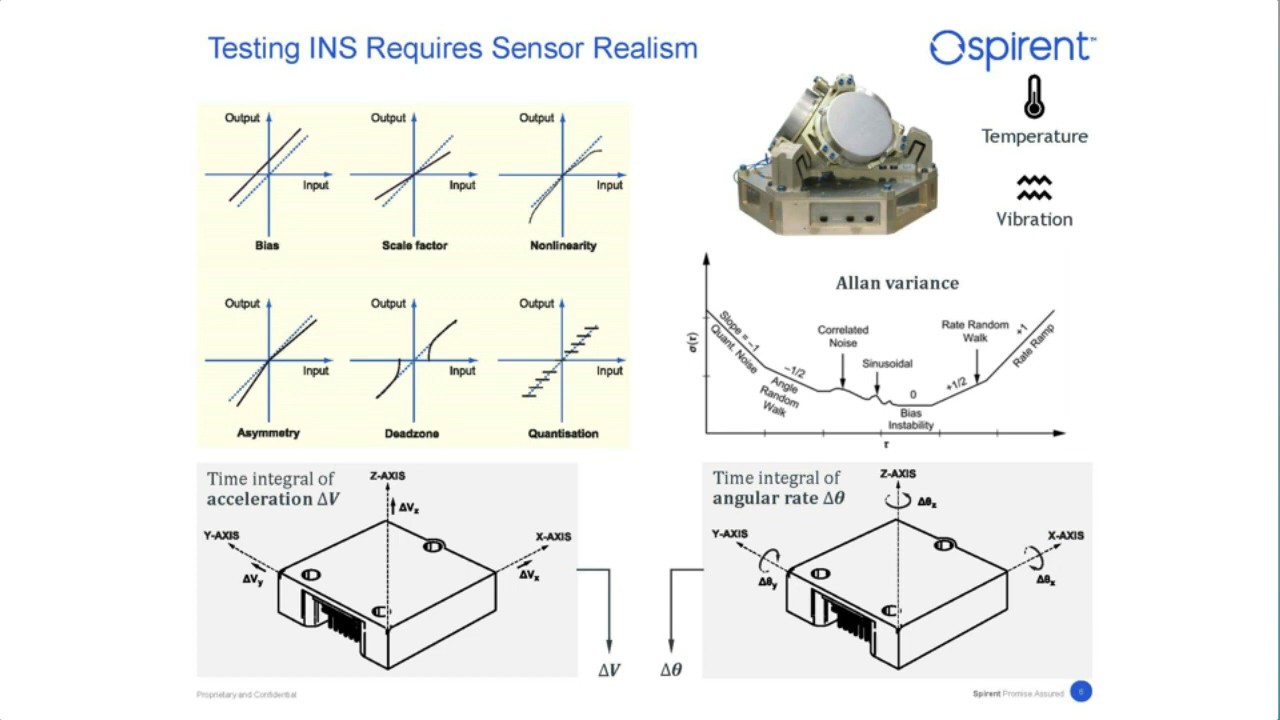 Testing INS Requires Sensor Realism
spirent™
Temperature
Vibration
Output
Input
Bias
Output
Input
Scale factor
Output
Input
Nonlinearity
Output
Input
Asymmetry
Output
Input
Deadzone
Output
Input
Quantisation
Allan variance
σ(τ)
Slope = −1
Quant. Noise
−1/2
Angle
Random
Walk
Correlated
Noise
Sinusoidal
0
Bias
Instability
Rate Random
Walk
+1/2
+1
Rate Ramp
τ
Time integral of
acceleration ΔV
Z-AXIS
ΔVz
Y-AXIS
ΔVy
X-AXIS
ΔVx
ΔV
Time integral of
angular rate Δθ
Z-AXIS
Δθz
Y-AXIS
Δθy
X-AXIS
Δθx
Δθ
Proprietary and Confidential
Spirent Promise Assured
6